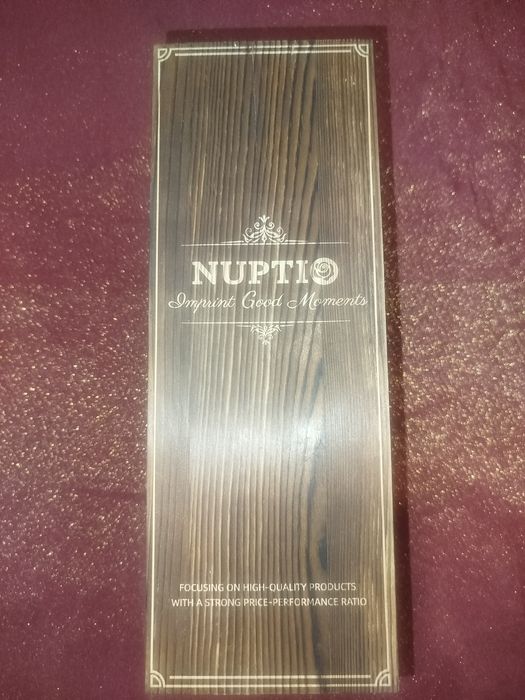 NUPTIO
Imprint Good Moments
FOCUSING ON HIGH-QUALITY PRODUCTS
WITH A STRONG PRICE-PERFORMANCE RATIO